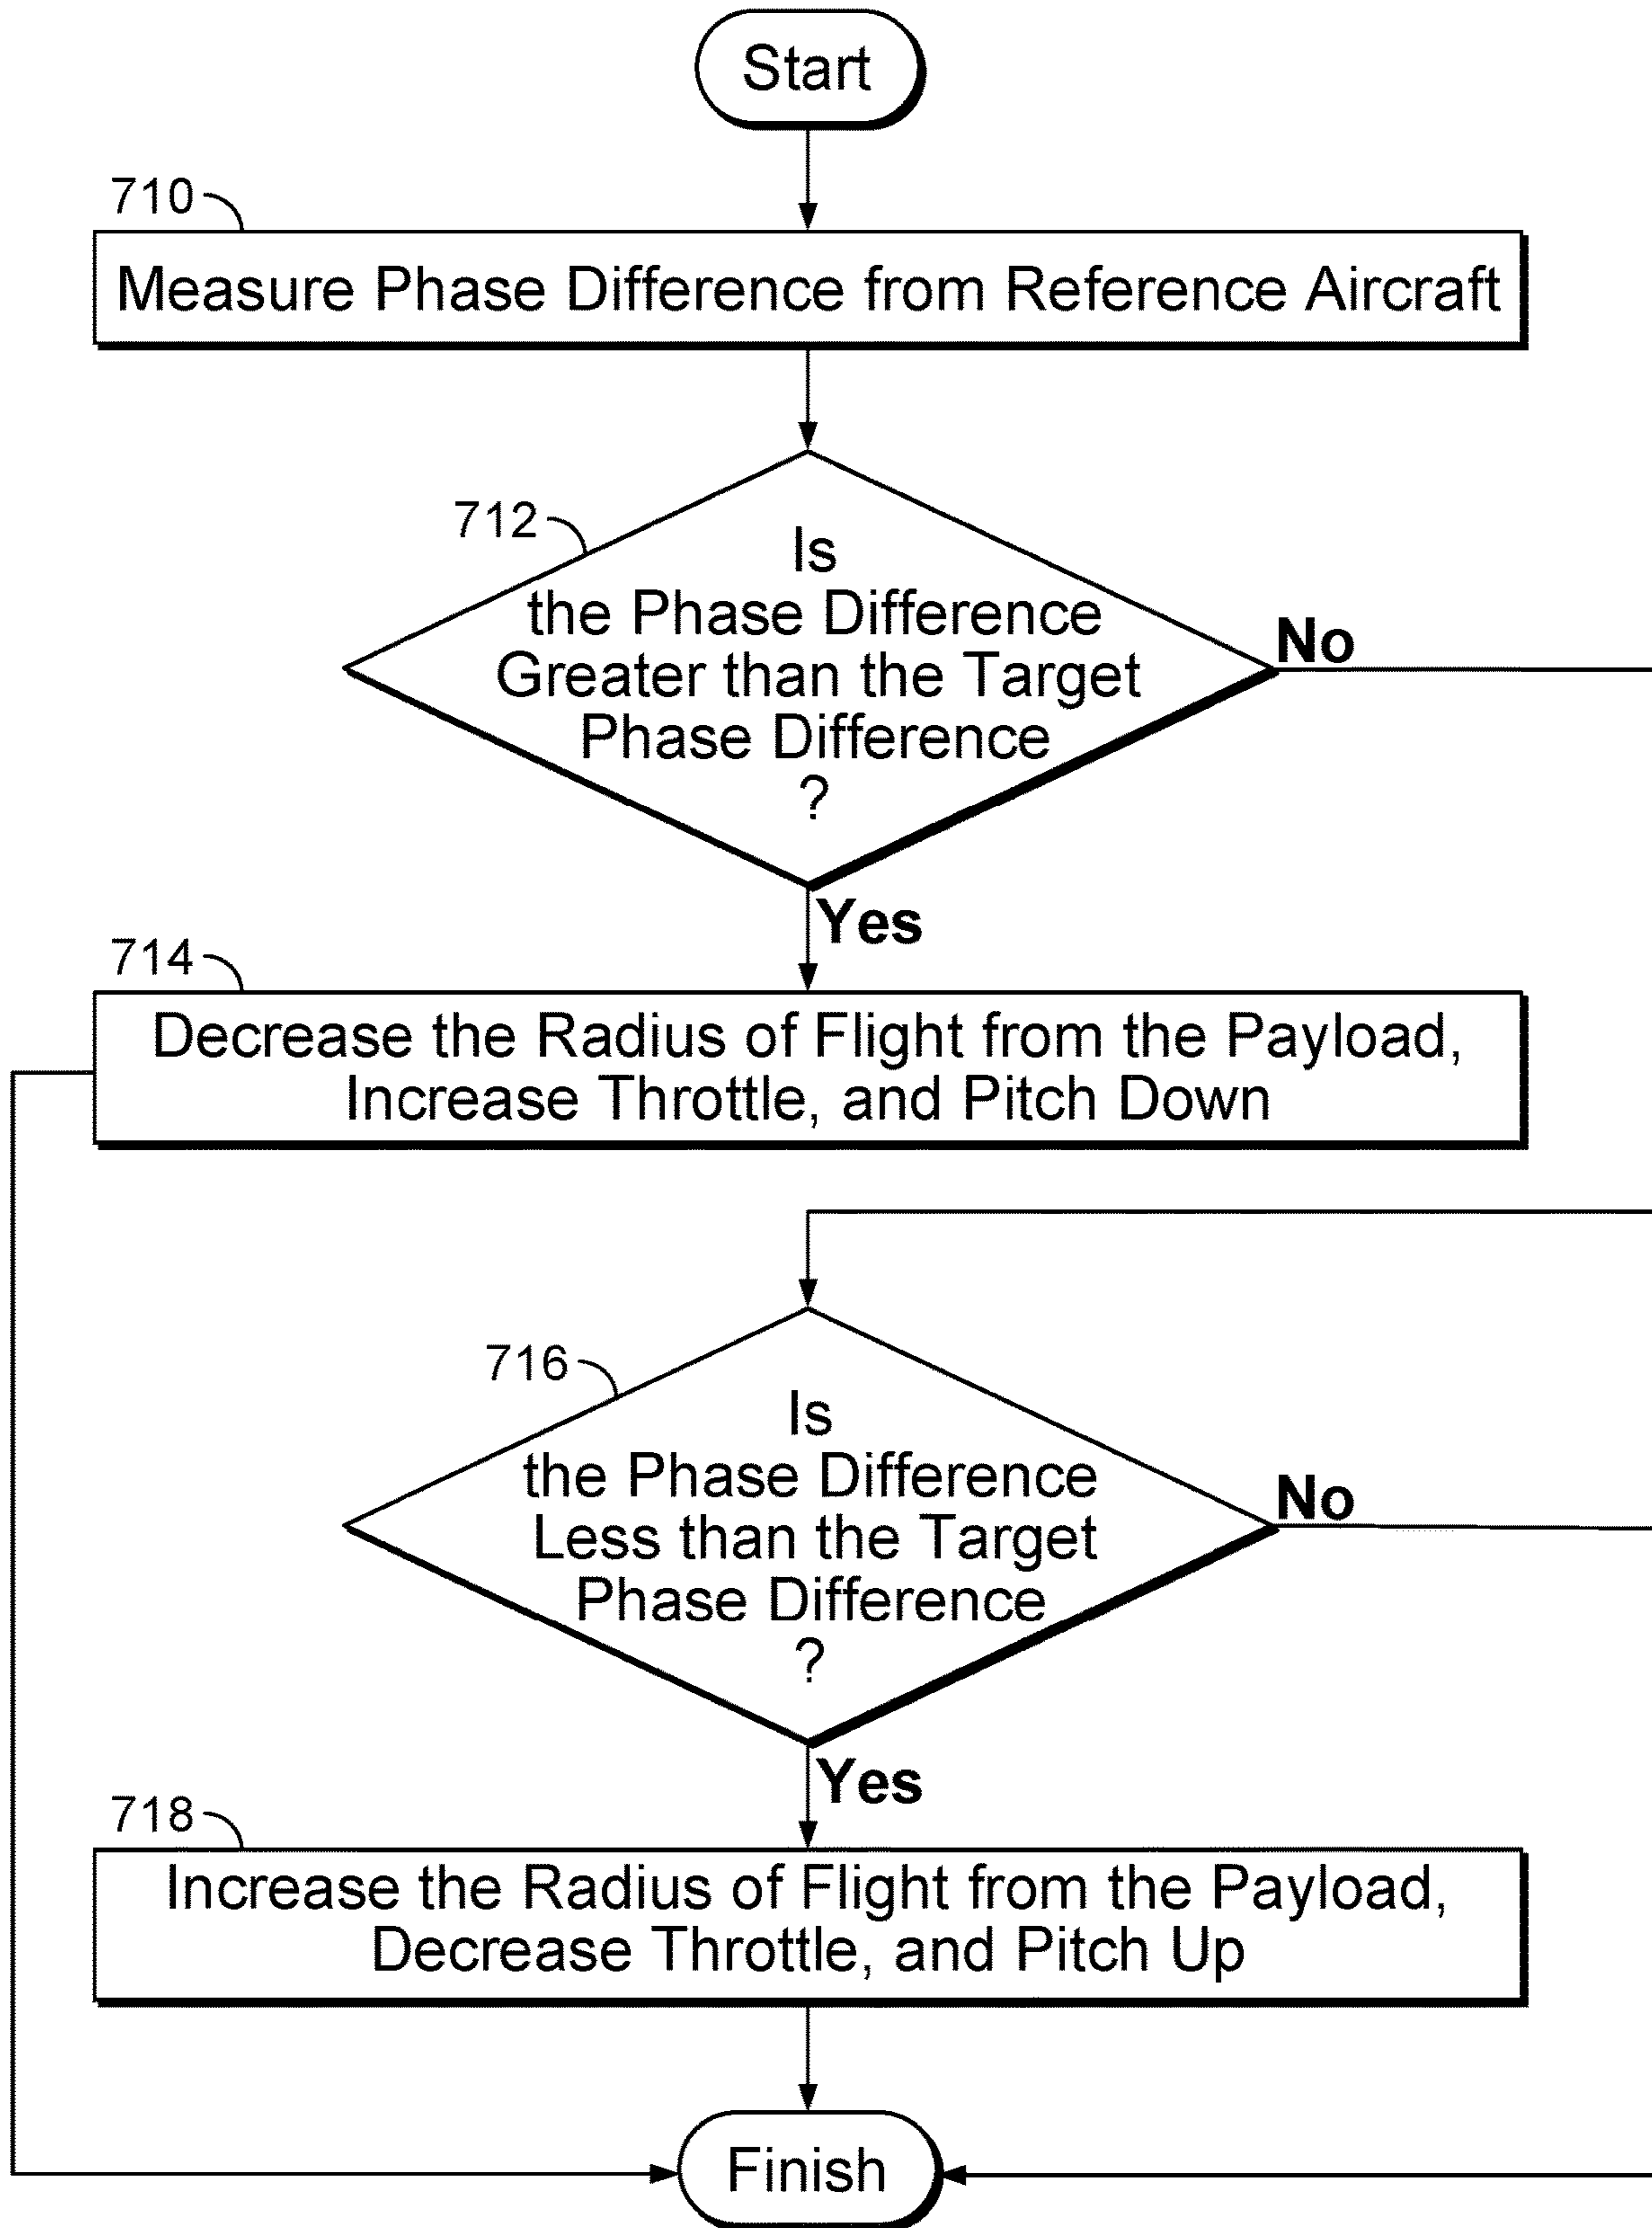 Start
710
Measure Phase Difference from Reference Aircraft
712
Is
the Phase Difference
Greater than the Target
Phase Difference
?
No
Yes
714
Decrease the Radius of Flight from the Payload,
Increase Throttle, and Pitch Down
716
Is
the Phase Difference
Less than the Target
Phase Difference
?
No
Yes
718
Increase the Radius of Flight from the Payload,
Decrease Throttle, and Pitch Up
Finish